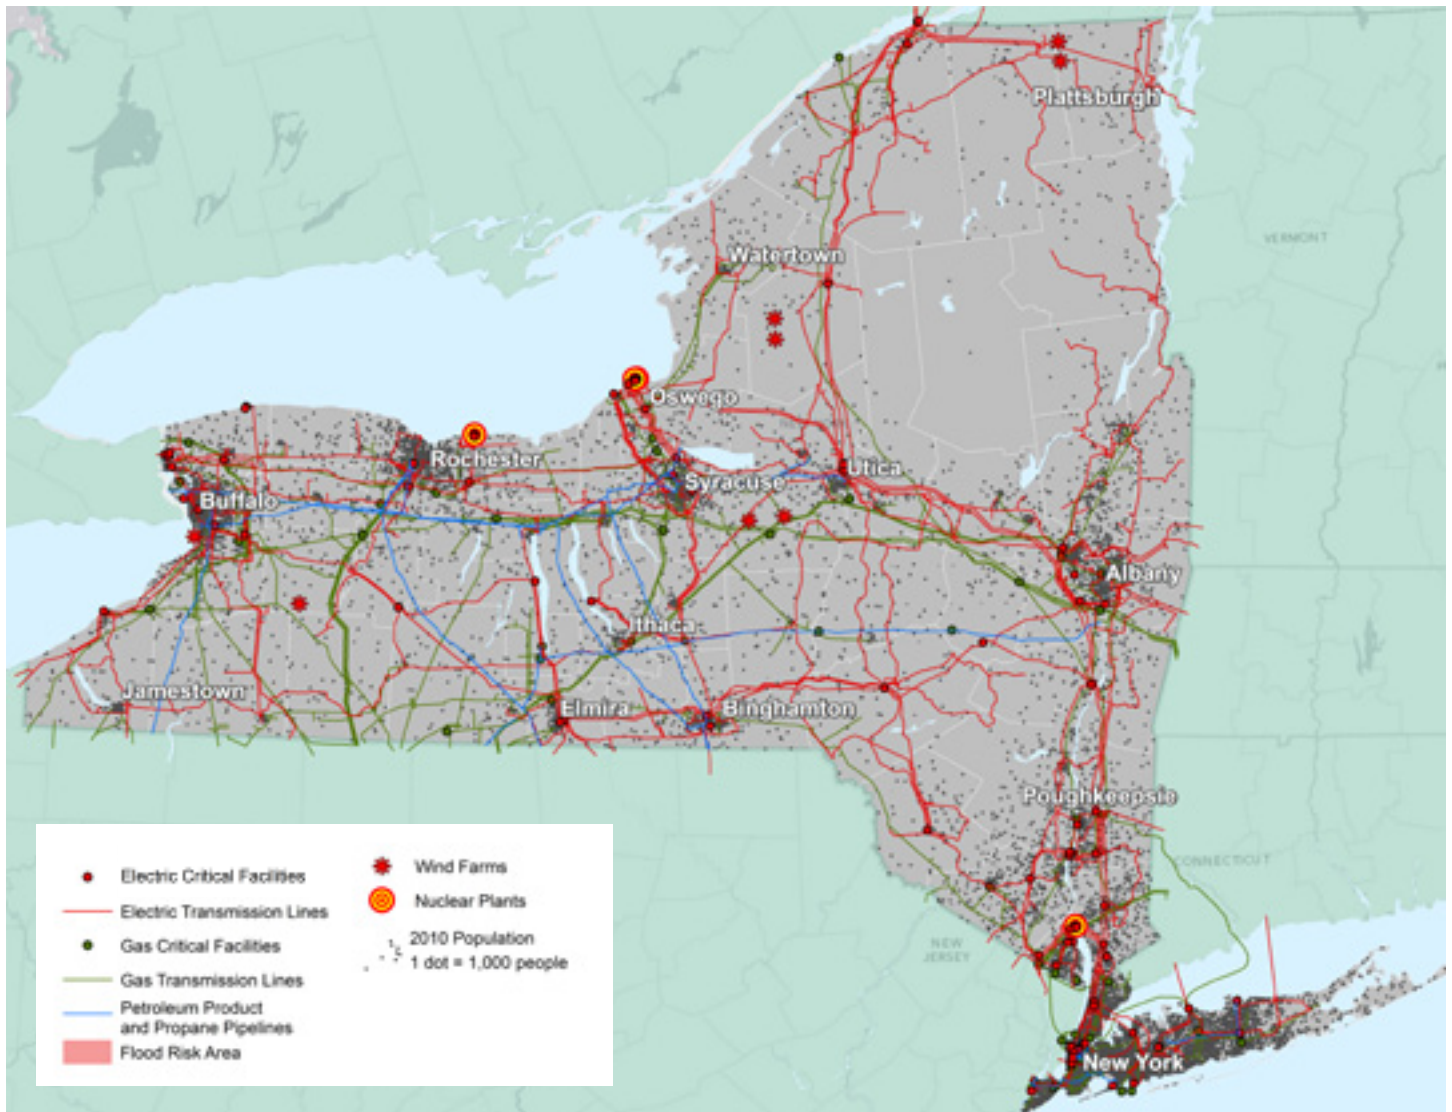 Plattsburgh
VERMONT
Watertown
Oswego
Rochester
Utica
Syracuse
Buffalo
Albany
Ithaca
Jamestown
Elmira
Binghamton
Poughkeepsie
CONNECTICUT
NEW
JERSEY
New York
Electric Critical Facilities
Electric Transmission Lines
Gas Critical Facilities
Gas Transmission Lines
Petroleum Product
and Propane Pipelines
Flood Risk Area
Wind Farms
Nuclear Plants
2010 Population
1 dot = 1,000 people